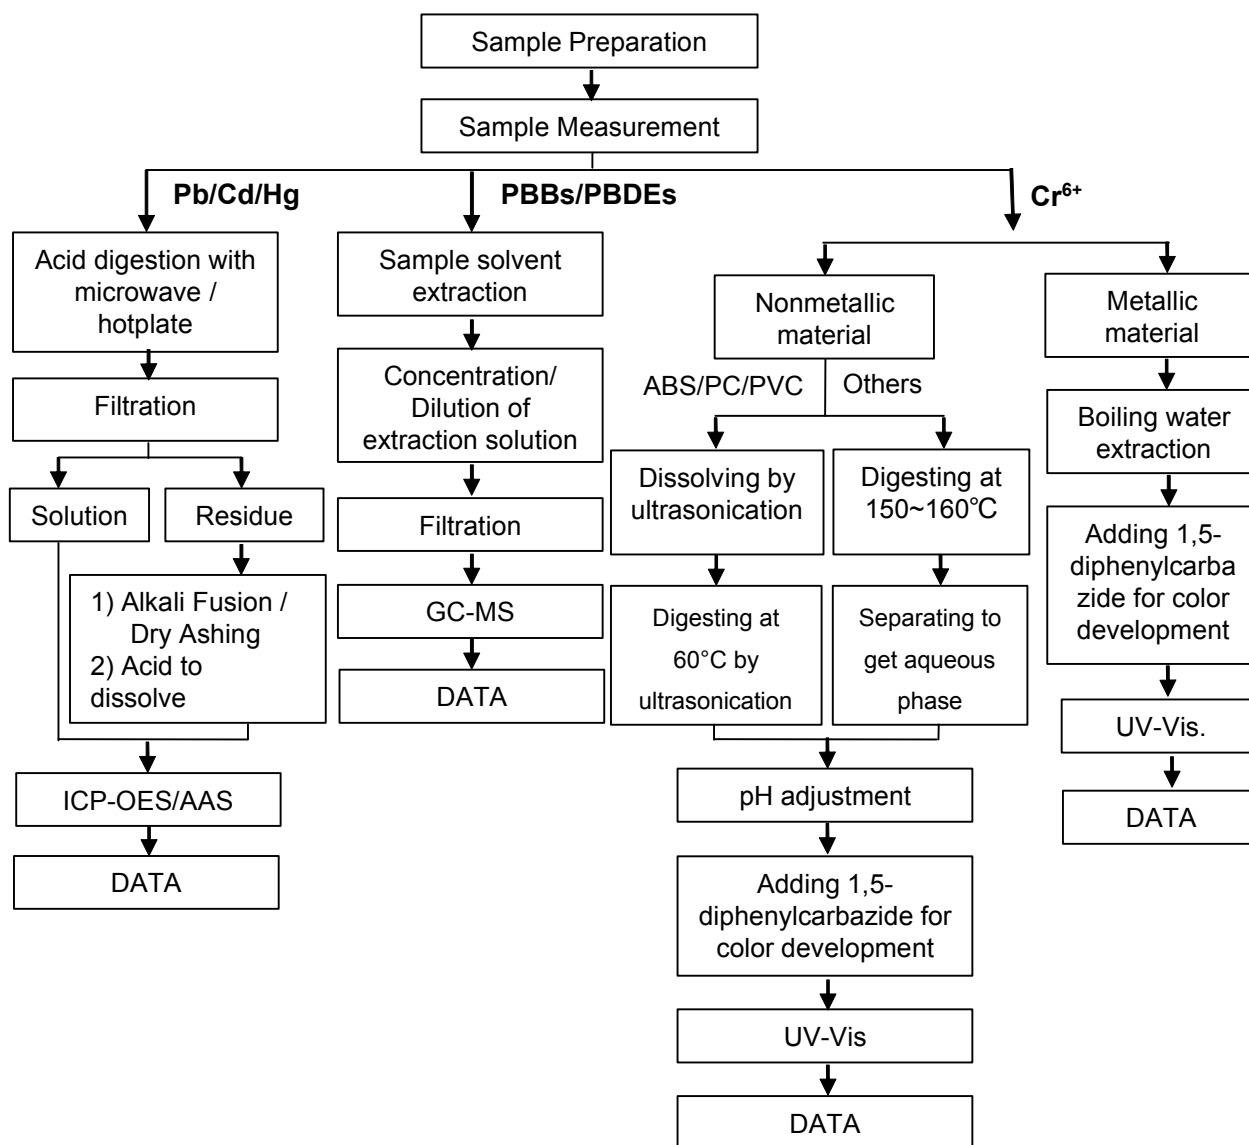 Sample Preparation
Sample Measurement
Pb/Cd/Hg
PBBs/PBDEs
Cr⁶⁺
Acid digestion with
microwave /
hotplate
Filtration
Solution
Residue
1) Alkali Fusion /
Dry Ashing
2) Acid to
dissolve
ICP-OES/AAS
DATA
Sample solvent
extraction
Concentration/
Dilution of
extraction solution
Filtration
GC-MS
DATA
Nonmetallic
material
ABS/PC/PVC
Others
Dissolving by
ultrasonication
Digesting at
60°C by
ultrasonication
Digesting at
150~160℃
Separating to
get aqueous
phase
pH adjustment
Adding 1,5-
diphenylcarbazide for
color development
UV-Vis
DATA
Metallic
material
Boiling water
extraction
Adding 1,5-
diphenylcarba
zide for color
development
UV-Vis.
DATA